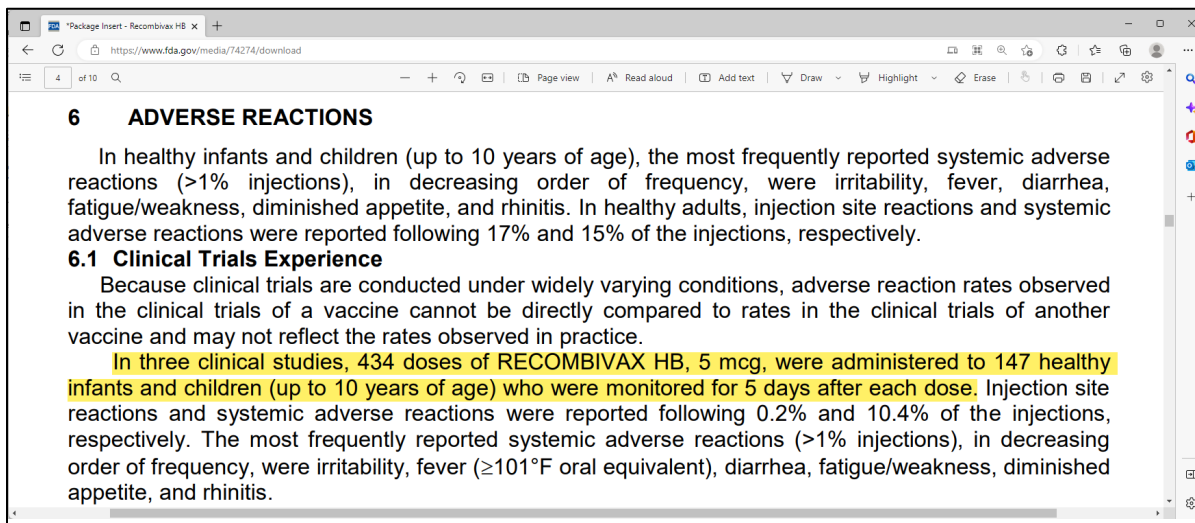 *Package Insert - Recombivax HB
https://www.fda.gov/media/74274/download
4 of 10 Page view Read aloud Add text Draw Highlight Erase
6 ADVERSE REACTIONS
In healthy infants and children (up to 10 years of age), the most frequently reported systemic adverse
reactions (>1% injections), in decreasing order of frequency, were irritability, fever, diarrhea,
fatigue/weakness, diminished appetite, and rhinitis. In healthy adults, injection site reactions and systemic
adverse reactions were reported following 17% and 15% of the injections, respectively.
6.1 Clinical Trials Experience
Because clinical trials are conducted under widely varying conditions, adverse reaction rates observed
in the clinical trials of a vaccine cannot be directly compared to rates in the clinical trials of another
vaccine and may not reflect the rates observed in practice.
In three clinical studies, 434 doses of RECOMBIVAX HB, 5 mcg, were administered to 147 healthy
infants and children (up to 10 years of age) who were monitored for 5 days after each dose. Injection site
reactions and systemic adverse reactions were reported following 0.2% and 10.4% of the injections,
respectively. The most frequently reported systemic adverse reactions (>1% injections), in decreasing
order of frequency, were irritability, fever (≥101°F oral equivalent), diarrhea, fatigue/weakness, diminished
appetite, and rhinitis.